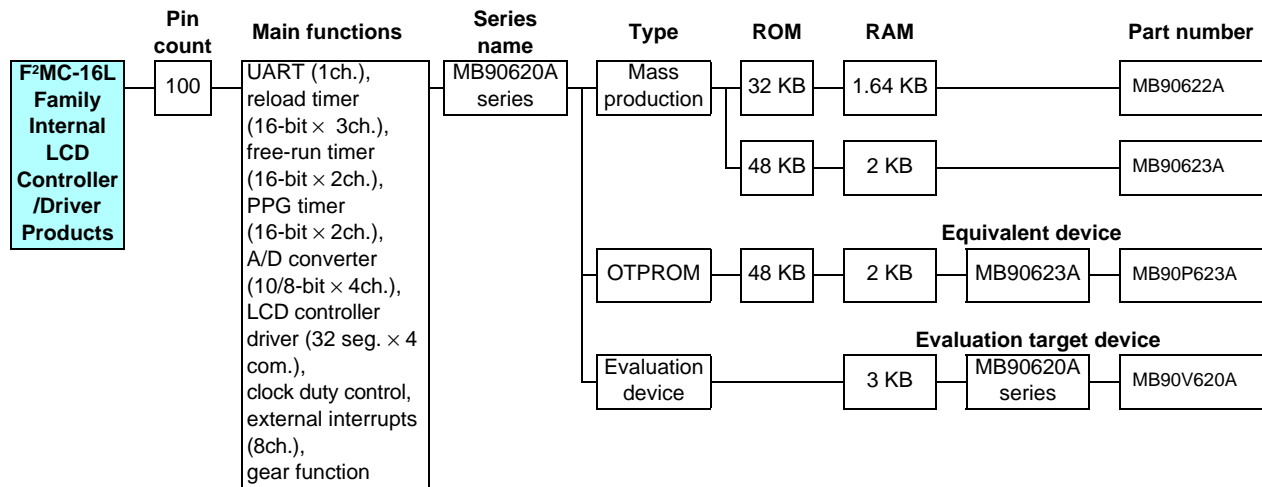 Pin count
Main functions
Series name
Type
ROM
RAM
Part number
F²MC-16L
Family
Internal
LCD
Controller
/Driver
Products
100
UART (1ch.),
reload timer
(16-bit × 3ch.),
free-run timer
(16-bit × 2ch.),
PPG timer
(16-bit × 2ch.),
A/D converter
(10/8-bit × 4ch.),
LCD controller
driver (32 seg. × 4
com.),
clock duty control,
external interrupts
(8ch.),
gear function
MB90620A
series
Mass
production
32 KB
1.64 KB
MB90622A
48 KB
2 KB
MB90623A
Equivalent device
OTPROM
48 KB
2 KB
MB90623A
MB90P623A
Evaluation target device
Evaluation
device
3 KB
MB90620A
series
MB90V620A